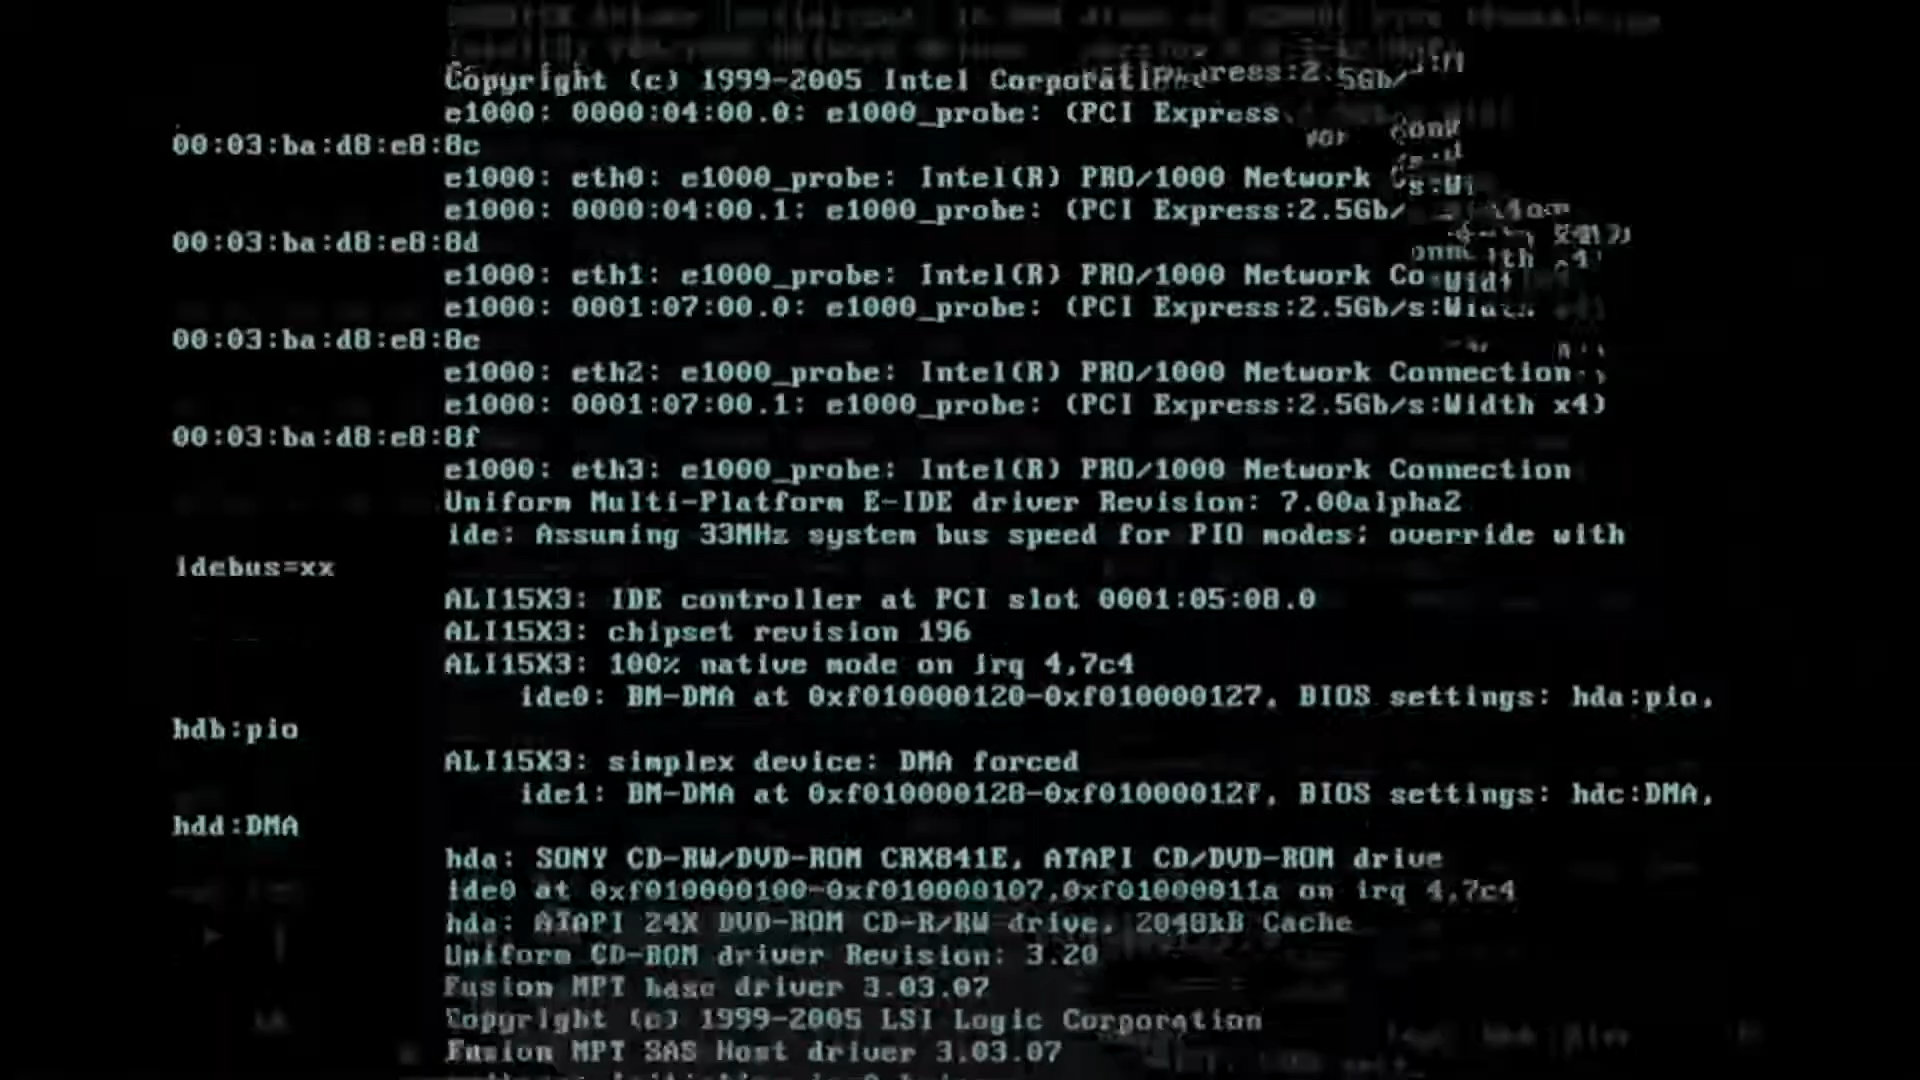 Copyright (c) 1999-2005 Intel
e1000: 0000:04:00.0: e1000_probe: (PCI Express
00:03:ba:d8:e8:8c
e1000: eth0: e1000_probe: Intel(R) PRO/1000 Network
e1000: 0000:04:00.1: e1000_probe: (PCI Express:2.5Gb/
00:03:ba:d8:e8:8d
e1000: eth1: e1000_probe: Intel(R) PRO/1000 Network
e1000: 0001:07:00.0: e1000_probe: (PCI Express:2.5Gb/s:Width
00:03:ba:d8:e8:8e
e1000: eth2: e1000_probe: Intel(R) PRO/1000 Network Connection
e1000: 0001:07:00.1: e1000_probe: (PCI Express:2.5Gb/s:Width x4)
00:03:ba:d8:e8:8f
e1000: eth3: e1000_probe: Intel(R) PRO/1000 Network Connection
Uniform Multi-Platform E-IDE driver Revision: 7.00alpha2
ide: Assuming 33MHz system bus speed for PIO modes; override with
idebus=xx
ALI15X3: IDE controller at PCI slot 0001:05:08.0
ALI15X3: chipset revision 196
ALI15X3: 100% native mode on irq 4,7c4
ide0: BM-DMA at 0xf010000120-0xf010000127, BIOS settings: hda:pio,
hdb:pio
ALI15X3: simplex device: DMA forced
ide1: BM-DMA at 0xf010000128-0xf01000012f, BIOS settings: hdc:DMA,
hdd:DMA
hda: SONY CD-RW/DVD-ROM CRX841E, ATAPI CD/DVD-ROM drive
ide0 at 0xf010000100-0xf010000107,0xf01000011a on irq 4,7c4
hda: ATAPI 24X DVD-ROM CD-R/RW drive, 2048kB Cache
Uniform CD-ROM driver Revision: 3.20
Fusion MPT base driver 3.03.07
Copyright (c) 1999-2005 LSI Logic Corporation
Fusion MPT SAS Host driver 3.03.07